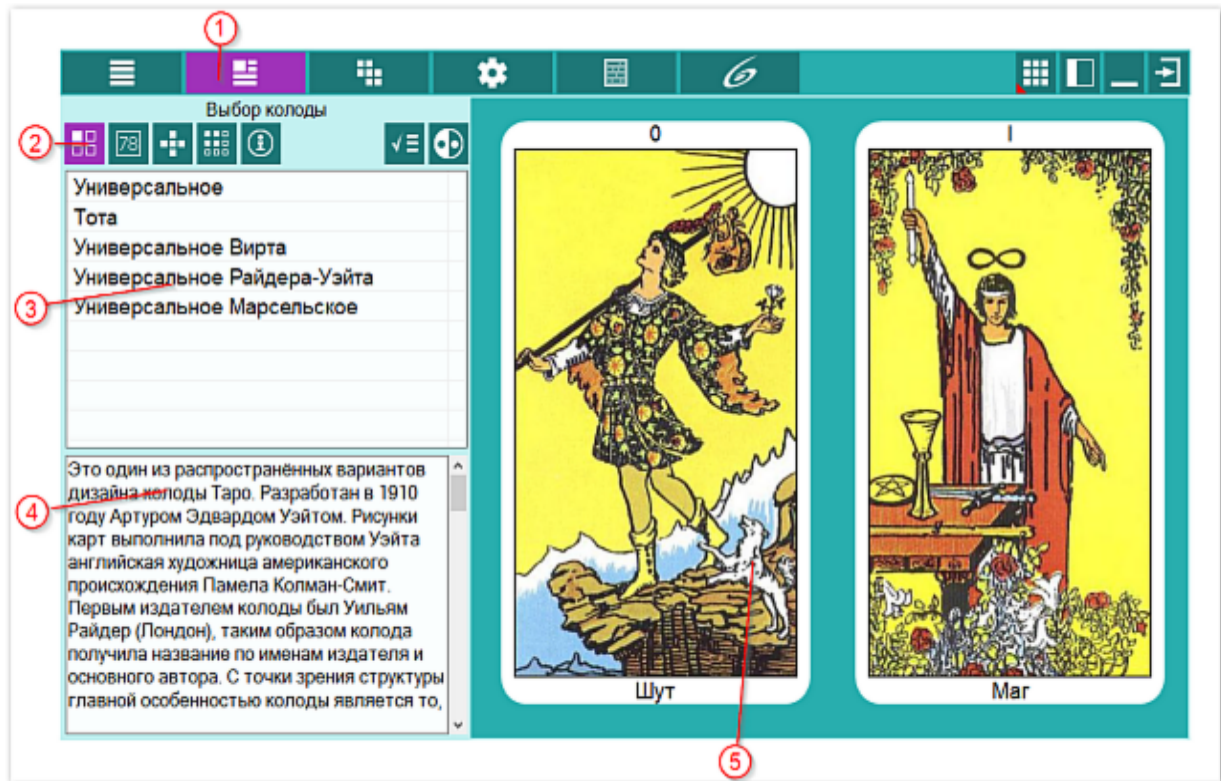 1
Выбор колоды
2
78
Универсальное
Тота
Универсальное Вирта
Универсальное Райдера-Уэйта
3
Универсальное Марсельское
Это один из распространённых вариантов
4
дизайна колоды Таро. Разработан в 1910
году Артуром Эдвардом Уэйтом. Рисунки
карт выполнила под руководством Уэйта
английская художница американского
происхождения Памела Колман-Смит.
Первым издателем колоды был Уильям
Райдер (Лондон), таким образом колода
получила название по именам издателя и
основного автора. С точки зрения структуры
главной особенностью колоды является то,
0
Шут
I
Маг
5